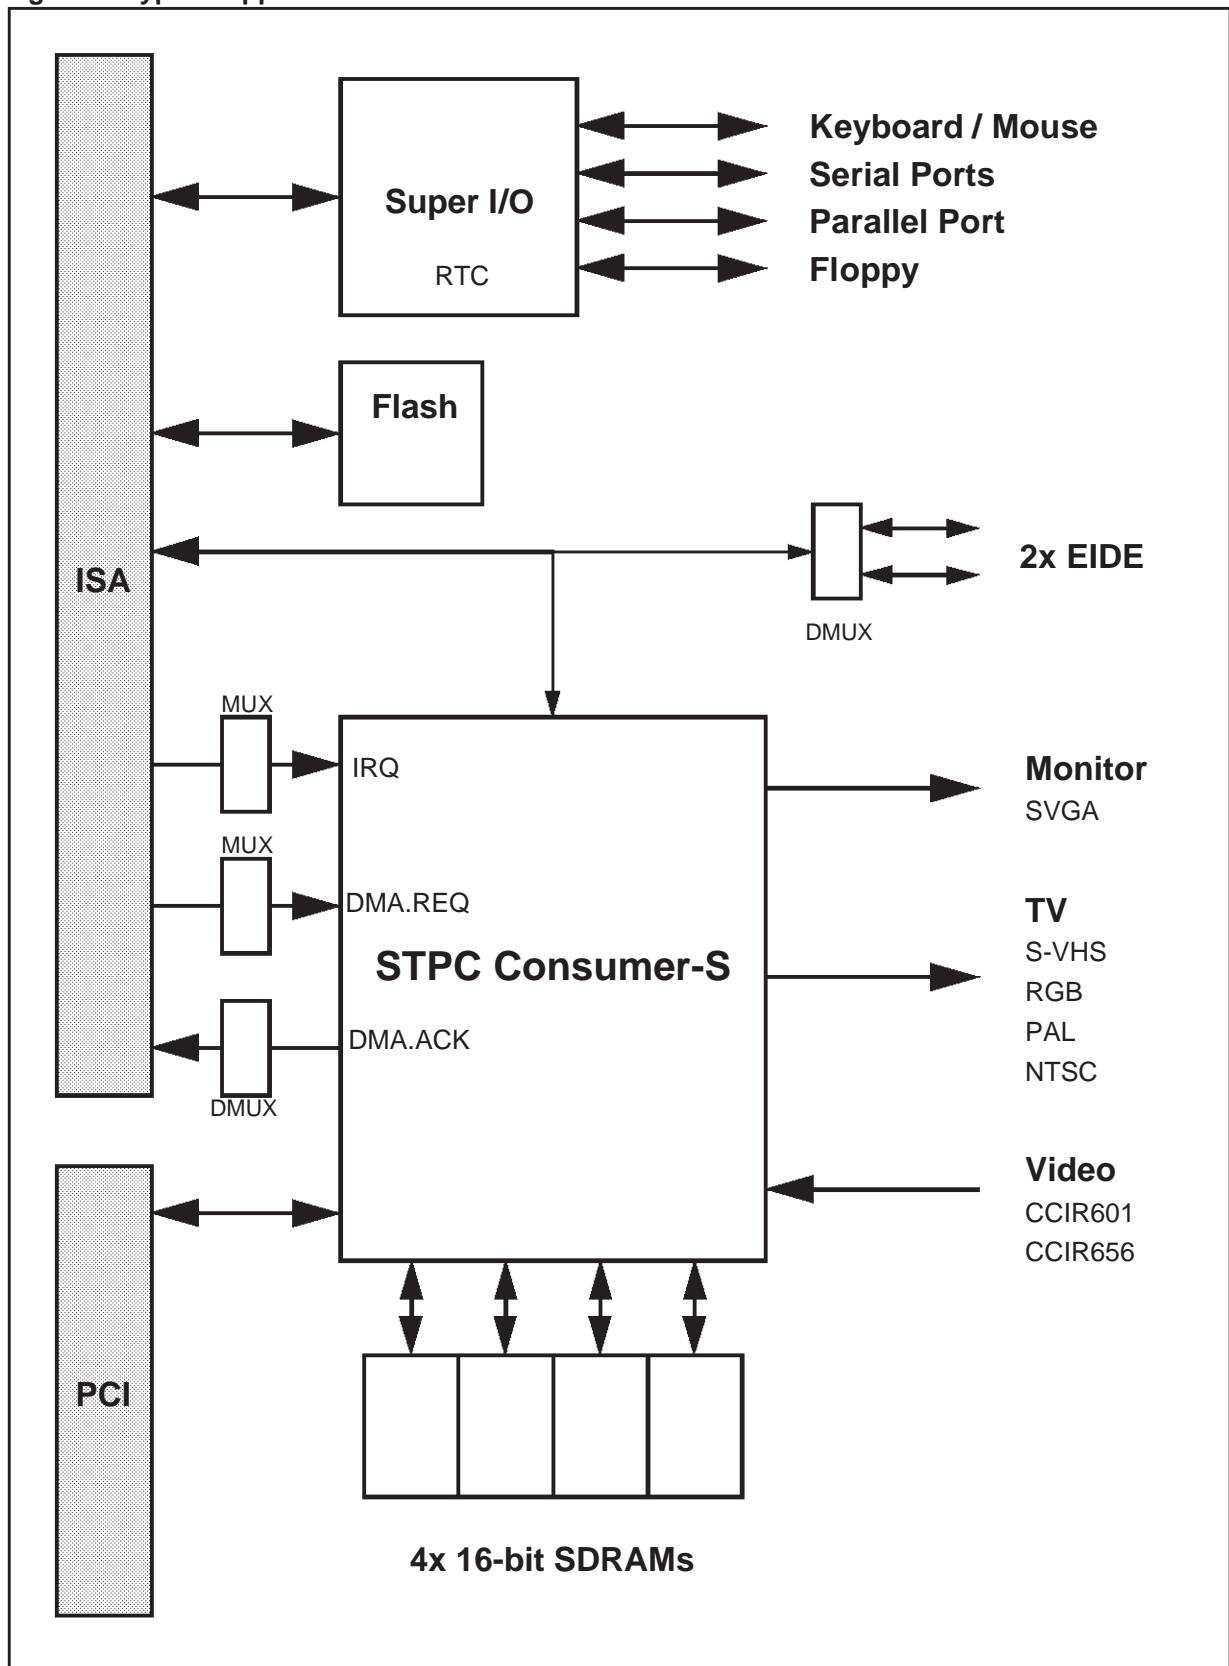 Keyboard / Mouse
Serial Ports
Super I/O
Parallel Port
RTC
Floppy
Flash
ISA
2x EIDE
DMUX
MUX
IRQ
Monitor
SVGA
MUX
DMA.REQ
TV
STPC Consumer-S
S-VHS
RGB
DMA.ACK
PAL
NTSC
DMUX
Video
CCIR601
CCIR656
PCI
4x 16-bit SDRAMs